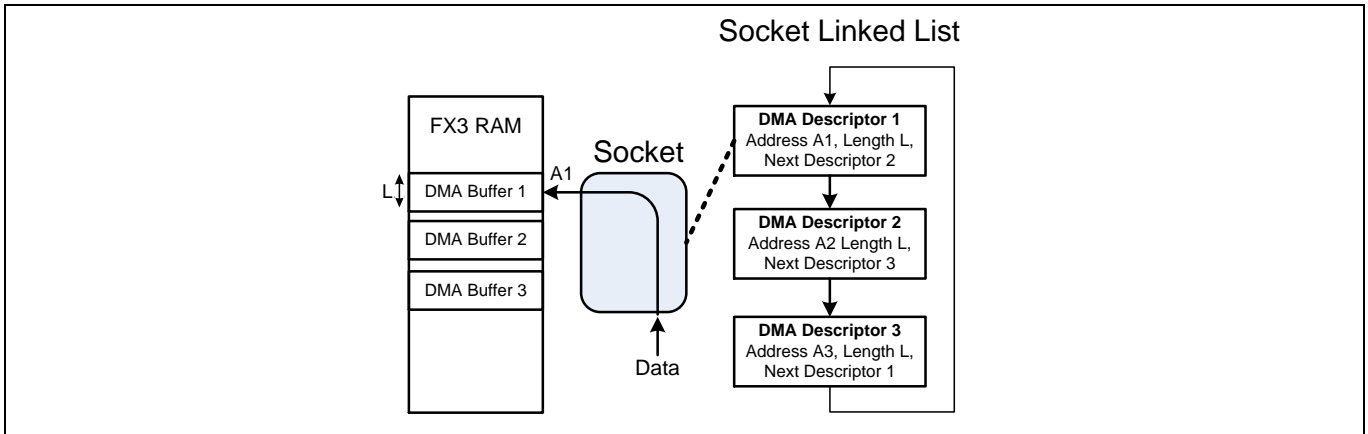 Socket Linked List
FX3 RAM
L
DMA Buffer 1
DMA Buffer 2
DMA Buffer 3
A1
Socket
Data
DMA Descriptor 1
Address A1, Length L,
Next Descriptor 2
DMA Descriptor 2
Address A2 Length L,
Next Descriptor 3
DMA Descriptor 3
Address A3, Length L,
Next Descriptor 1